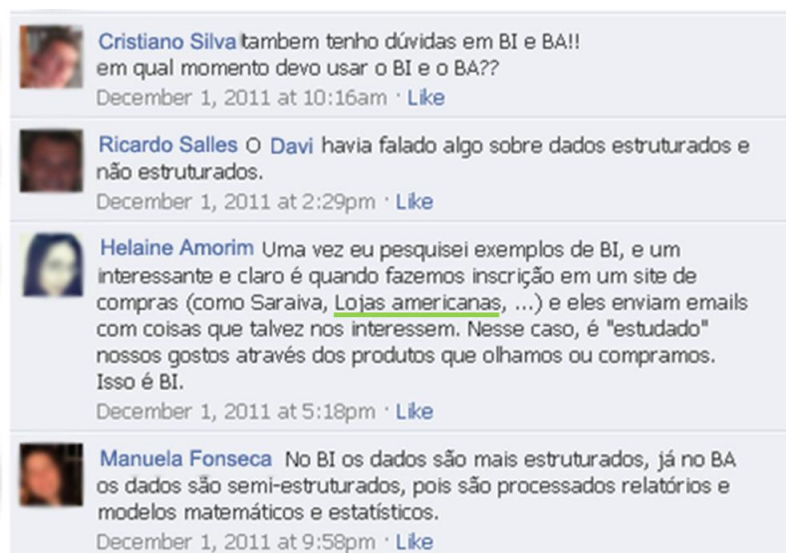 Cristiano Silva tambem tenho dúvidas em BI e BA!!
em qual momento devo usar o BI e o BA??
December 1, 2011 at 10:16am · Like
Ricardo Salles O Davi havia falado algo sobre dados estruturados e
não estruturados.
December 1, 2011 at 2:29pm · Like
Helaine Amorim Uma vez eu pesquisei exemplos de BI, e um
interessante e claro é quando fazemos inscrição em um site de
compras (como Saraiva, Lojas americanas, ...) e eles enviam emails
com coisas que talvez nos interessem. Nesse caso, é "estudado"
nossos gostos através dos produtos que olhamos ou compramos.
Isso é BI.
December 1, 2011 at 5:18pm · Like
Manuela Fonseca No BI os dados são mais estruturados, já no BA
os dados são semi-estruturados, pois são processados relatórios e
modelos matemáticos e estatísticos.
December 1, 2011 at 9:58pm · Like